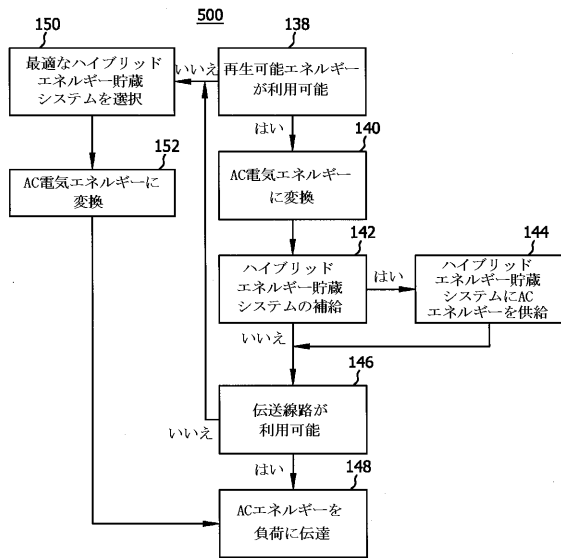 500
150
最適なハイブリッド
エネルギー貯蔵
システムを選択
いいえ
138
再生可能エネルギー
が利用可能
はい
152
AC電気エネルギーに
変換
140
AC電気エネルギー
に変換
142
ハイブリッド
エネルギー貯蔵
システムの補給
はい
144
ハイブリッド
エネルギー貯蔵
システムにAC
エネルギーを供給
いいえ
146
伝送線路が
利用可能
いいえ
はい
148
ACエネルギーを
負荷に伝達